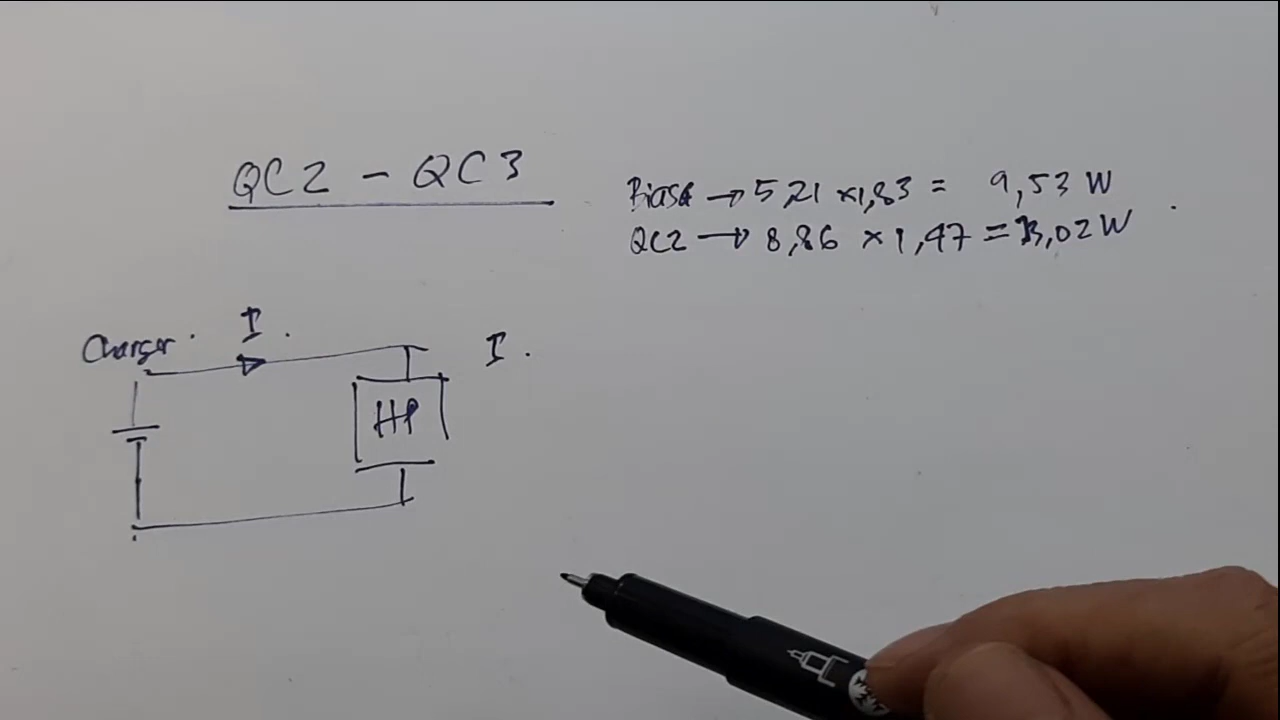 QC2 - QC3
Biasa → 5,21 x 1,83 = 9,53 W
QC2 → 8,86 x 1,47 = 13,02 W
Charger
I
I
HP